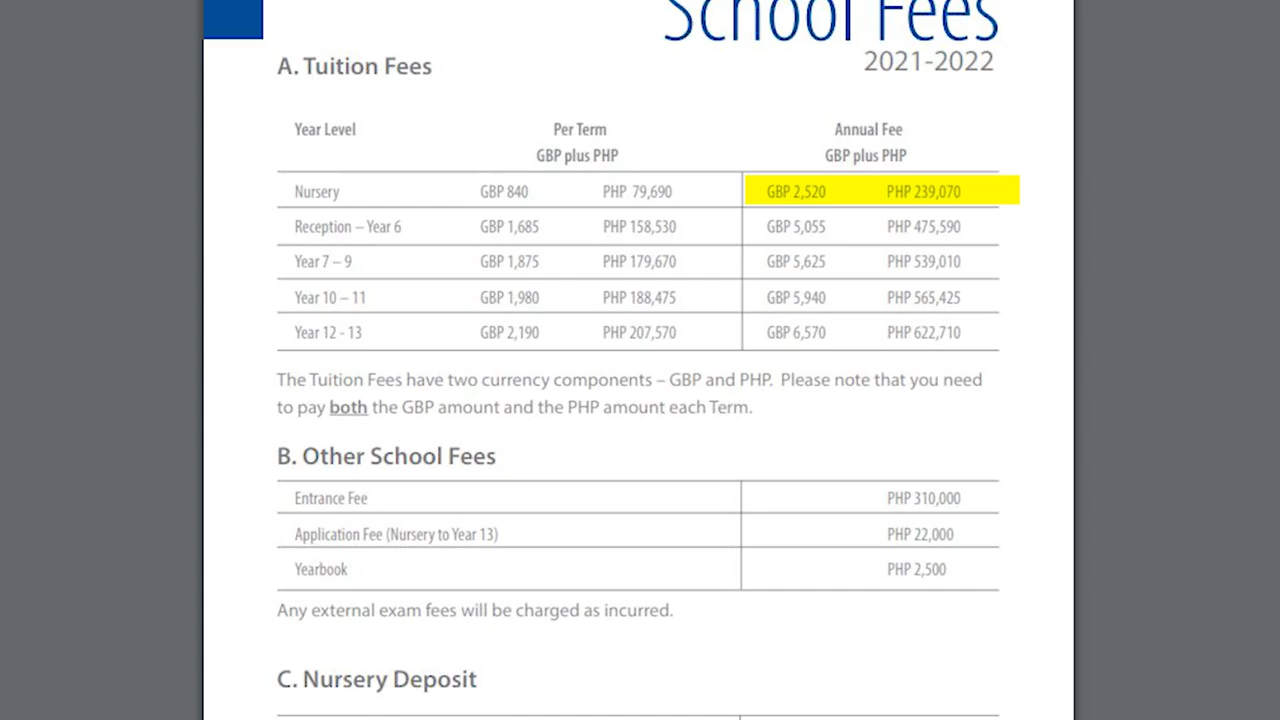 School Fees
2021-2022
A. Tuition Fees
Year Level Per Term Annual Fee
GBP plus PHP GBP plus PHP
Nursery GBP 840 PHP 79,690 GBP 2,520 PHP 239,070
Reception – Year 6 GBP 1,685 PHP 158,530 GBP 5,055 PHP 475,590
Year 7 – 9 GBP 1,875 PHP 179,670 GBP 5,625 PHP 539,010
Year 10 – 11 GBP 1,980 PHP 188,475 GBP 5,940 PHP 565,425
Year 12 - 13 GBP 2,190 PHP 207,570 GBP 6,570 PHP 622,710
The Tuition Fees have two currency components – GBP and PHP. Please note that you need
to pay both the GBP amount and the PHP amount each Term.
B. Other School Fees
Entrance Fee PHP 310,000
Application Fee (Nursery to Year 13) PHP 22,000
Yearbook PHP 2,500
Any external exam fees will be charged as incurred.
C. Nursery Deposit